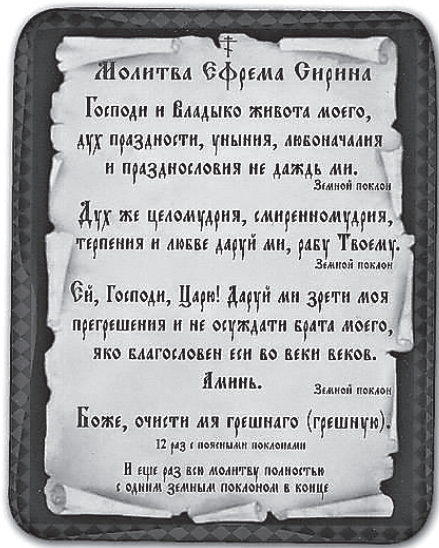 Молитва Ефрема Сирина
Господи и Владыко живота моего,
дух праздности, уныния, любоначалия
и празднословия не даждь ми.
Земной поклон
Дух же целомудрия, смиренномудрия,
терпения и любве даруй ми, рабу Твоему.
Земной поклон
Ей, Господи, Царю! Даруй ми зрети моя
прегрешения и не осуждати брата моего,
яко благословен еси во веки веков.
Аминь.
Земной поклон
Боже, очисти мя грешнаго (грешную).
12 раз с поясными поклонами
И еще раз всю молитву полностью
с одним земным поклоном в конце